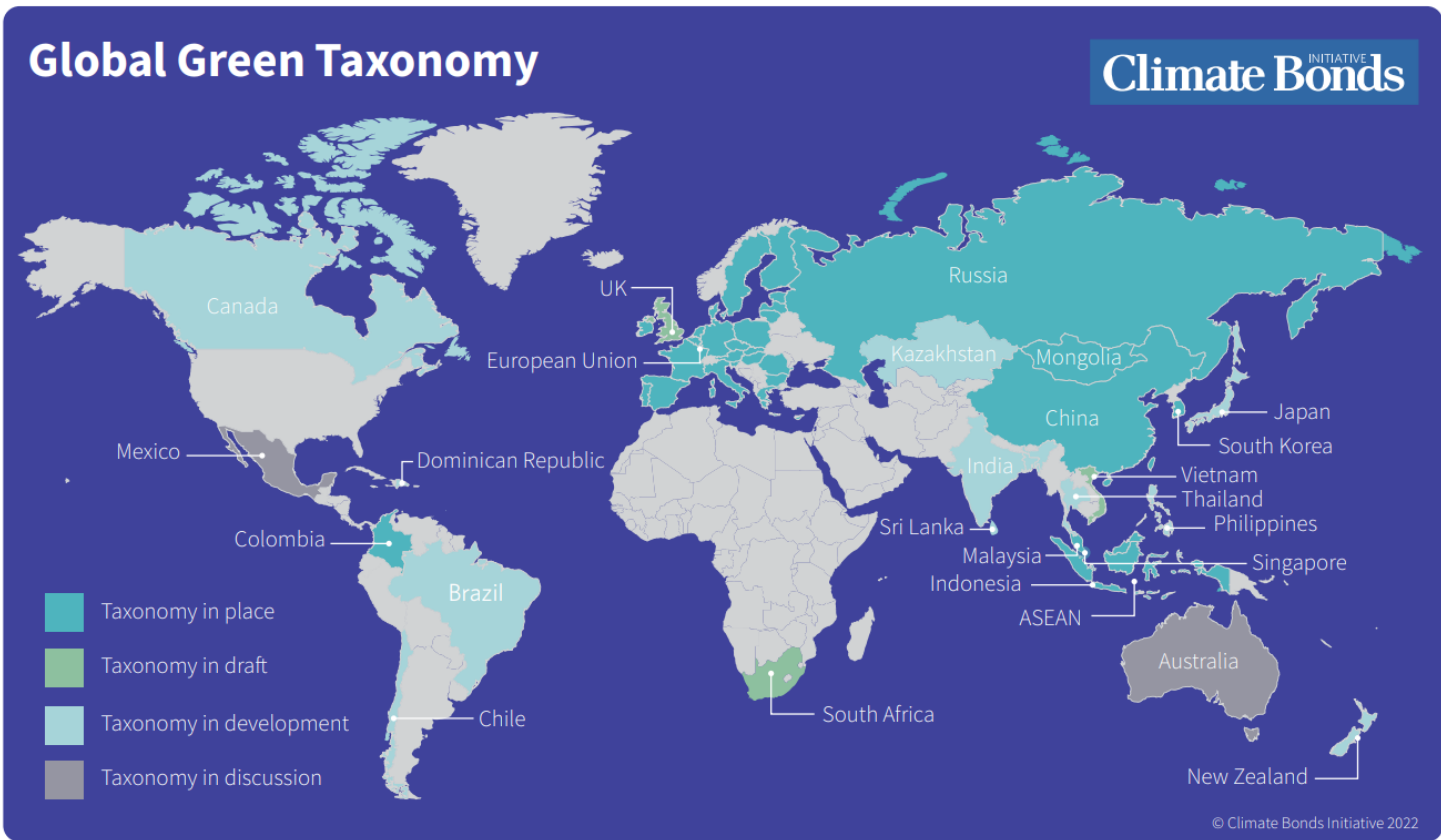 Global Green Taxonomy
INITIATIVE
Climate Bonds
Canada
UK
Russia
European Union
Kazakhstan
Mongolia
China
Japan
South Korea
Mexico
Dominican Republic
India
Vietnam
Thailand
Sri Lanka
Philippines
Colombia
Malaysia
Singapore
Indonesia
Brazil
ASEAN
Taxonomy in place
Taxonomy in draft
Taxonomy in development
Taxonomy in discussion
Australia
Chile
South Africa
New Zealand
© Climate Bonds Initiative 2022